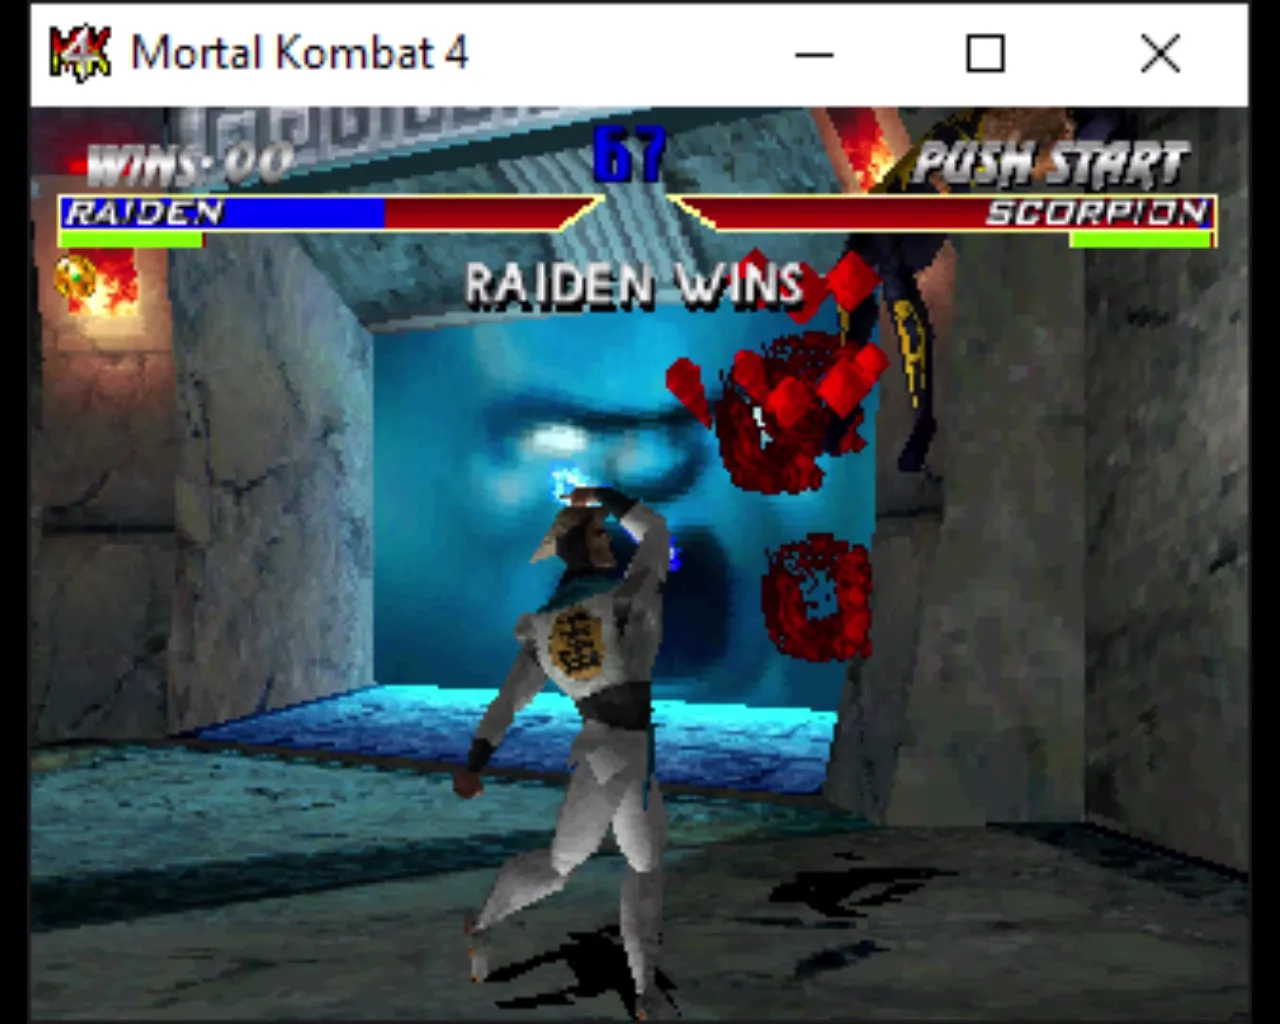 Mortal Kombat 4
WINS: 00
67
PUSH START
RAIDEN
SCORPION
RAIDEN WINS